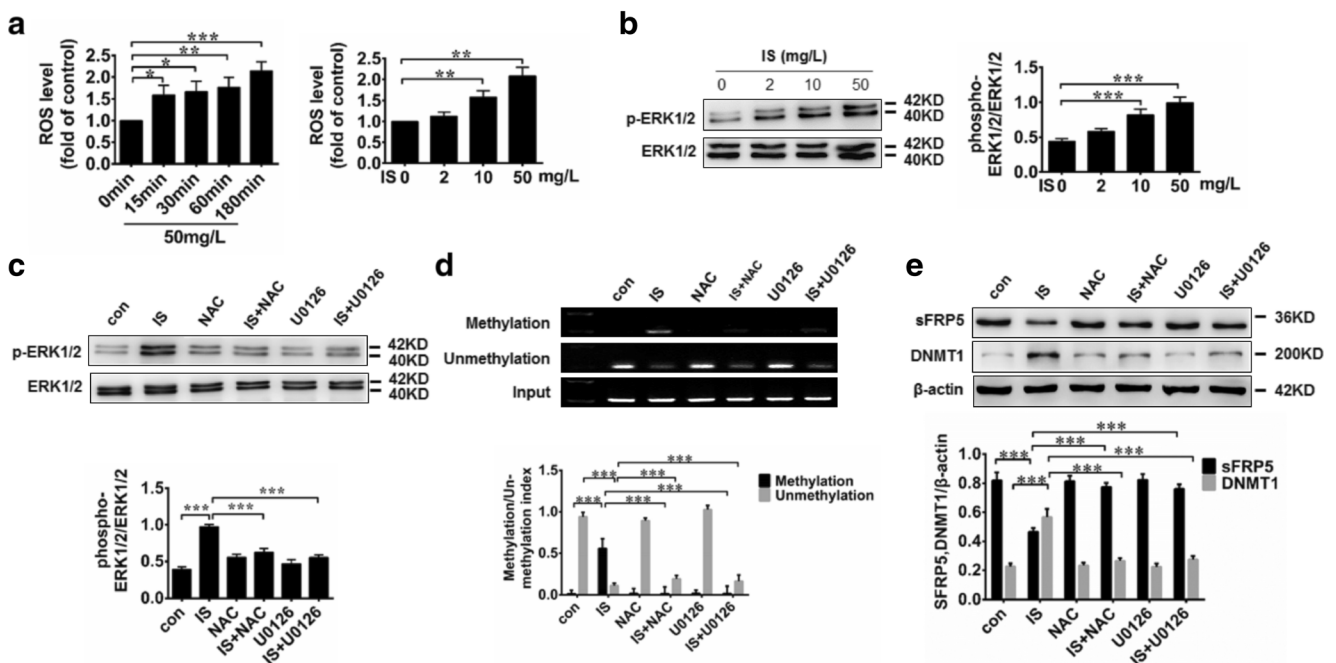 a
ROS level
(fold of control)
2.5
2.0
1.5
1.0
0.5
0.0
*
*
**
***
0min
15min
30min
60min
180min
50mg/L
ROS level
(fold of control)
2.5
2.0
1.5
1.0
0.5
0.0
**
**
IS 0 2 10 50 mg/L
b
IS (mg/L)
0 2 10 50
p-ERK1/2
42KD
40KD
ERK1/2
42KD
40KD
phospho-
ERK1/2/ERK1/2
1.5
1.0
0.5
0.0
***
***
IS 0 2 10 50 mg/L
c
con IS NAC IS+NAC U0126 IS+U0126
p-ERK1/2
42KD
40KD
ERK1/2
42KD
40KD
phospho-
ERK1/2/ERK1/2
1.5
1.0
0.5
0.0
***
***
***
con IS NAC IS+NAC U0126 IS+U0126
d
con IS NAC IS+NAC U0126 IS+U0126
Methylation
Unmethylation
Input
Methylation/Un-
methylation index
1.5
1.0
0.5
0.0
***
***
***
***
***
***
Methylation
Unmethylation
con IS NAC IS+NAC U0126 IS+U0126
e
con IS NAC IS+NAC U0126 IS+U0126
sFRP5 36KD
DNMT1 200KD
β-actin 42KD
SFRP5,DNMT1/β-actin
1.0
0.8
0.6
0.4
0.2
0.0
***
***
***
***
***
***
sFRP5
DNMT1
con IS NAC IS+NAC U0126 IS+U0126